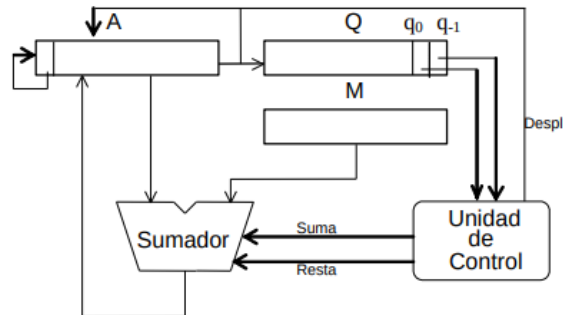 A
Q
q0
q-1
M
Despl
Sumador
Suma
Resta
Unidad
de
Control